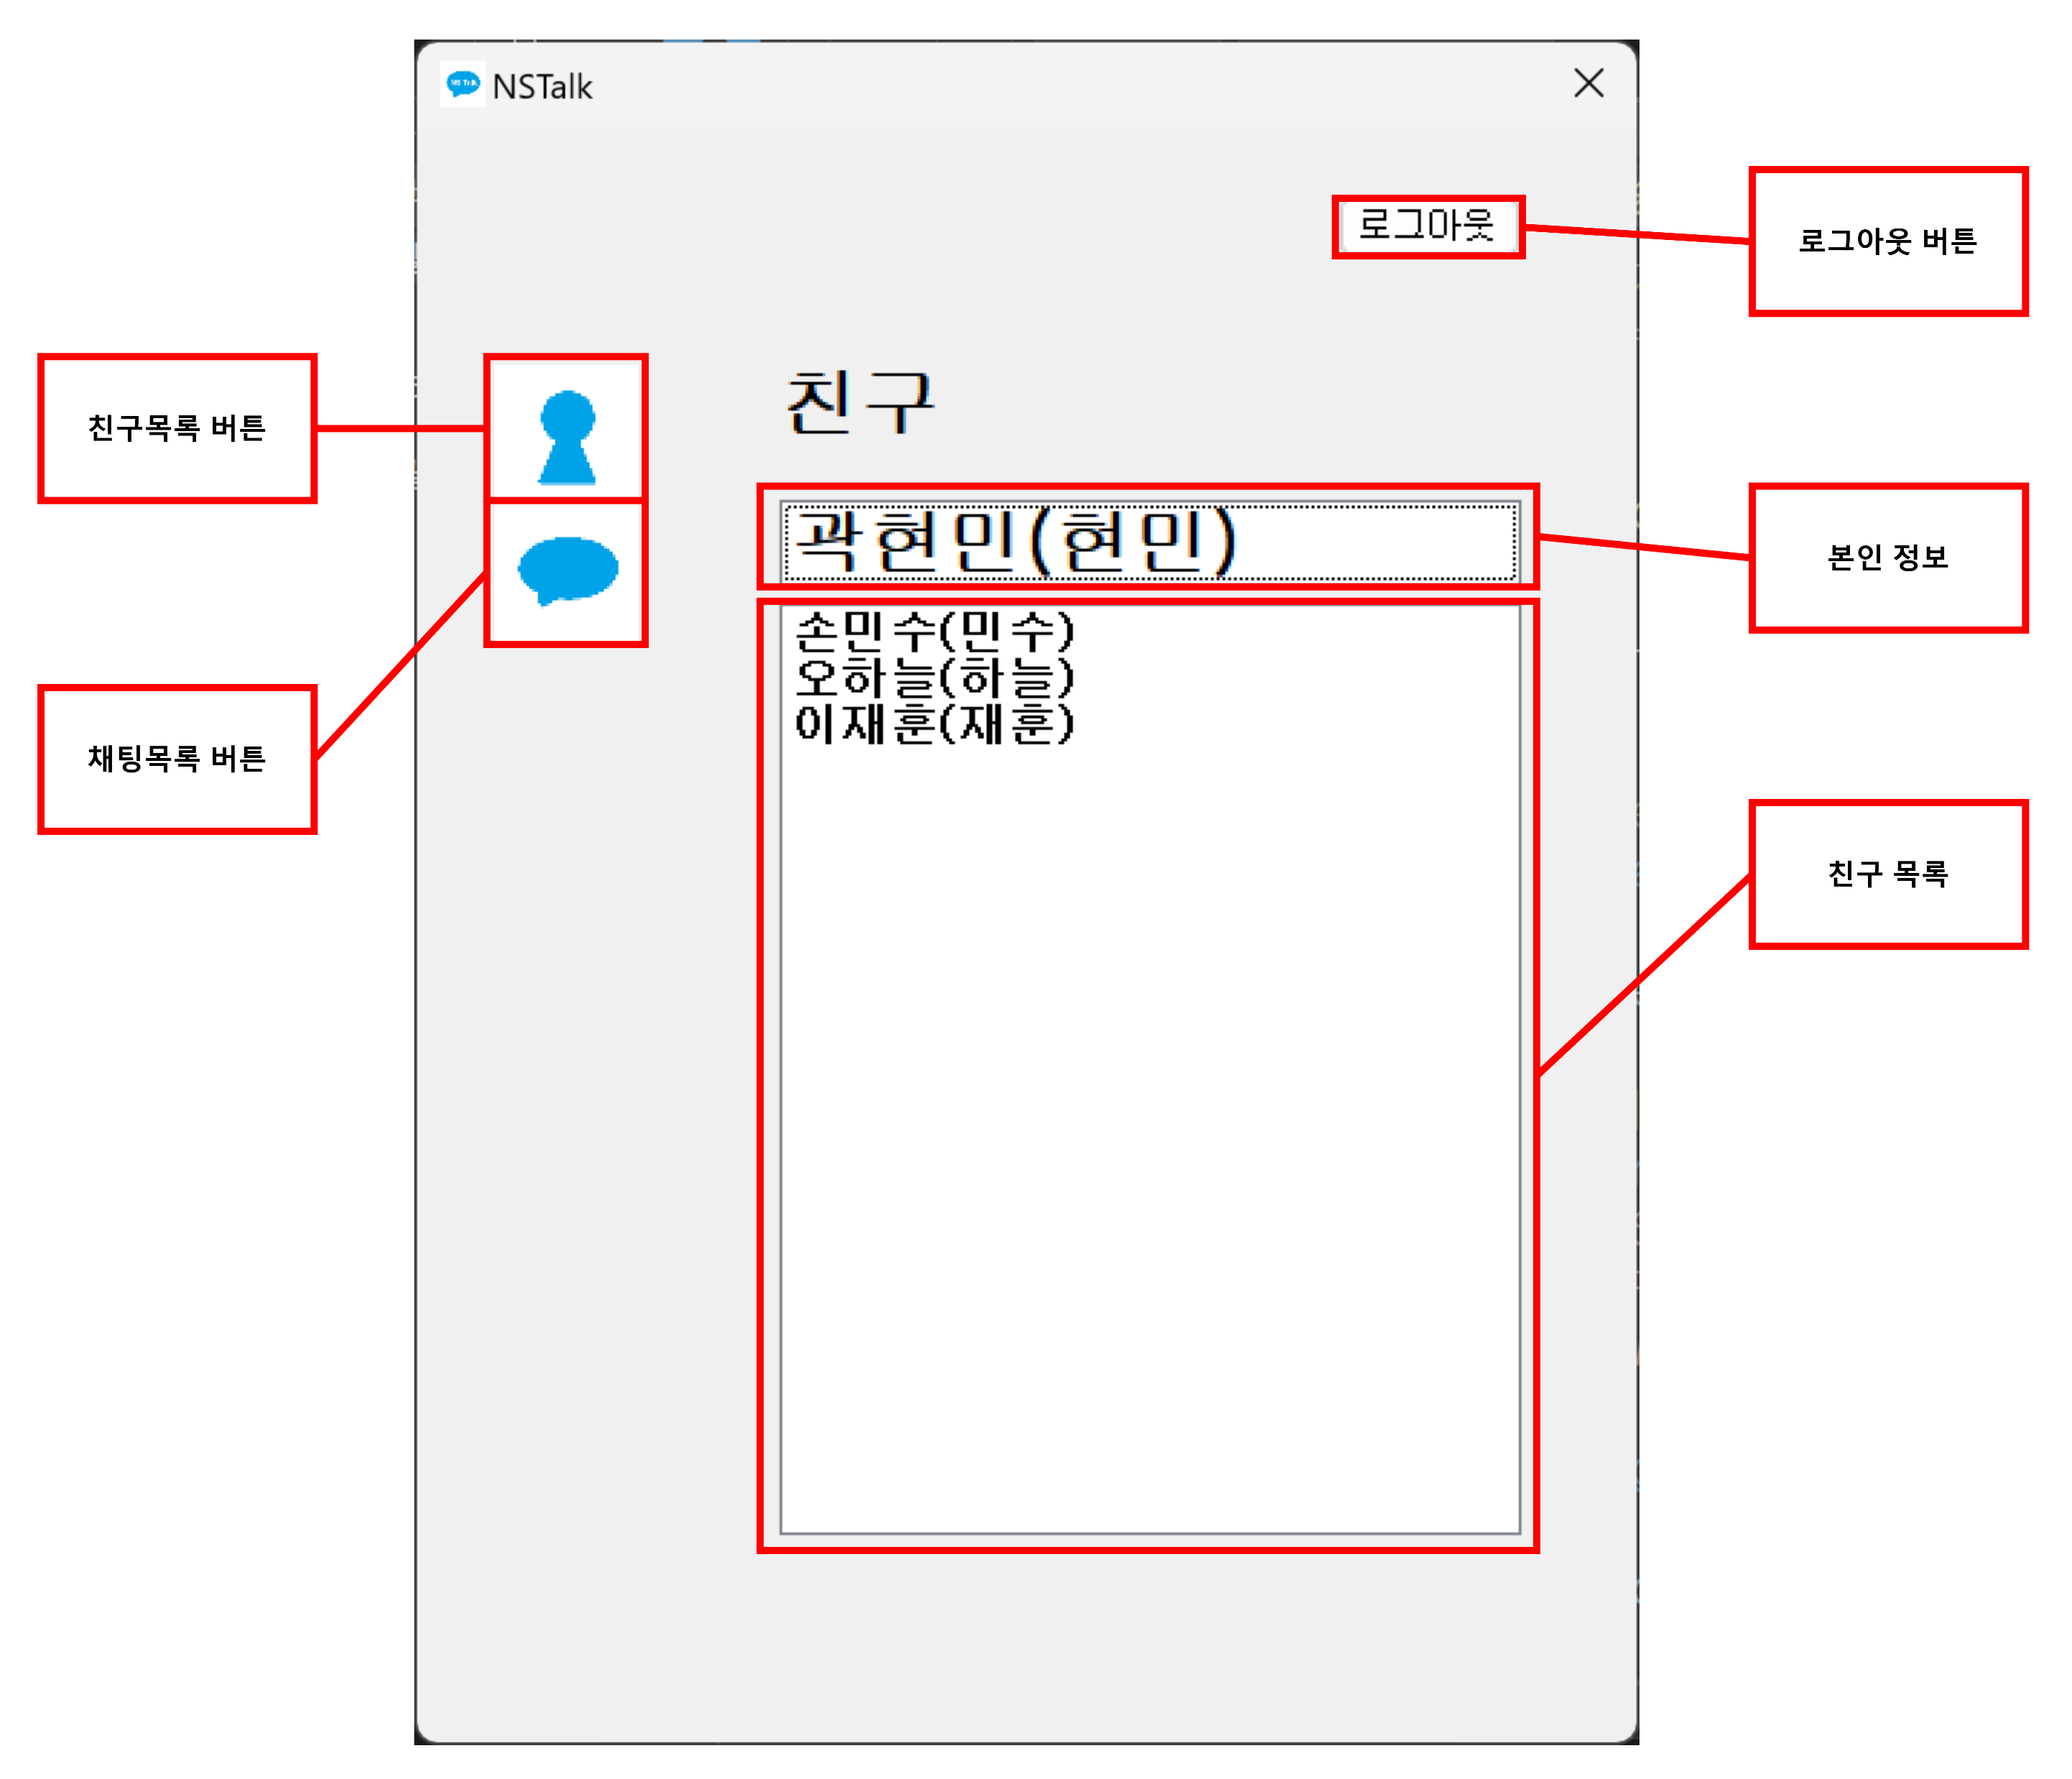 NSTalk
로그아웃
로그아웃 버튼
친구목록 버튼
친구
곽현민(현민)
본인 정보
손민수(민수)
오하늘(하늘)
이재훈(재훈)
채팅목록 버튼
친구 목록